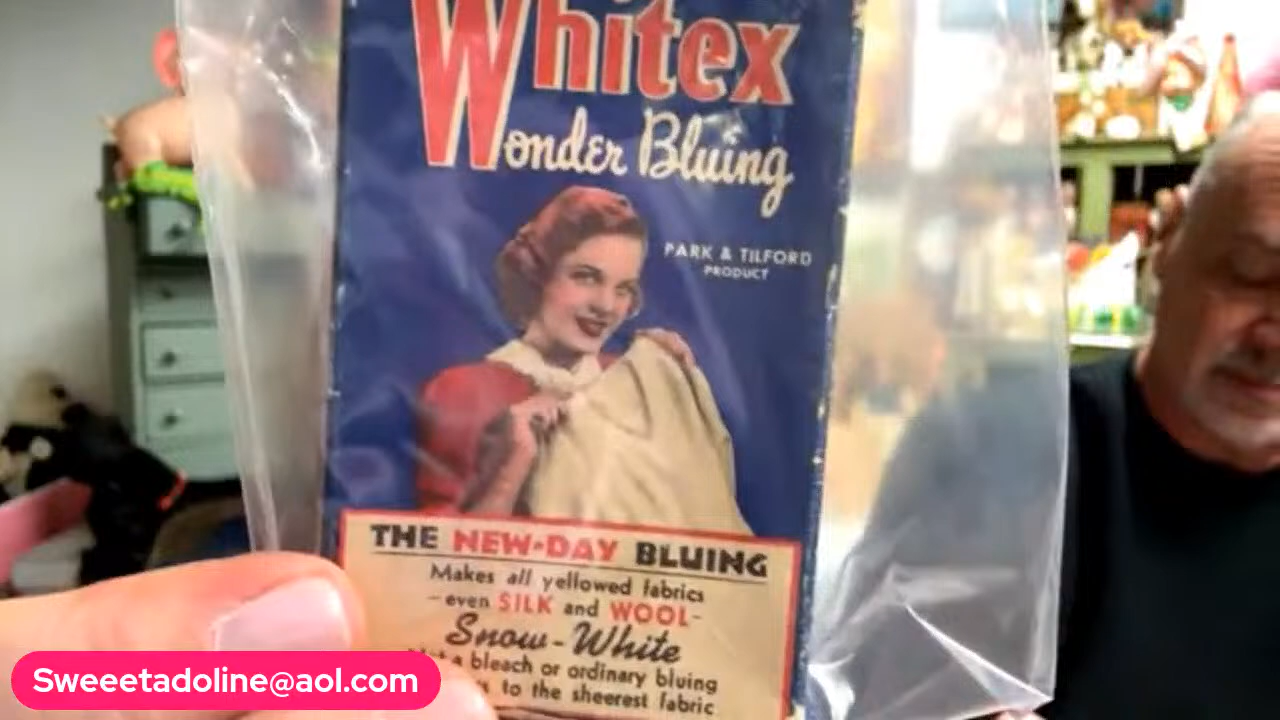 Whitex
Wonder Bluing
PARK & TILFORD
PRODUCT
THE NEW-DAY BLUING
Makes all yellowed fabrics
-even SILK and WOOL-
Snow-White
a bleach or ordinary bluing
to the sheerest fabric
Sweeetadoline@aol.com